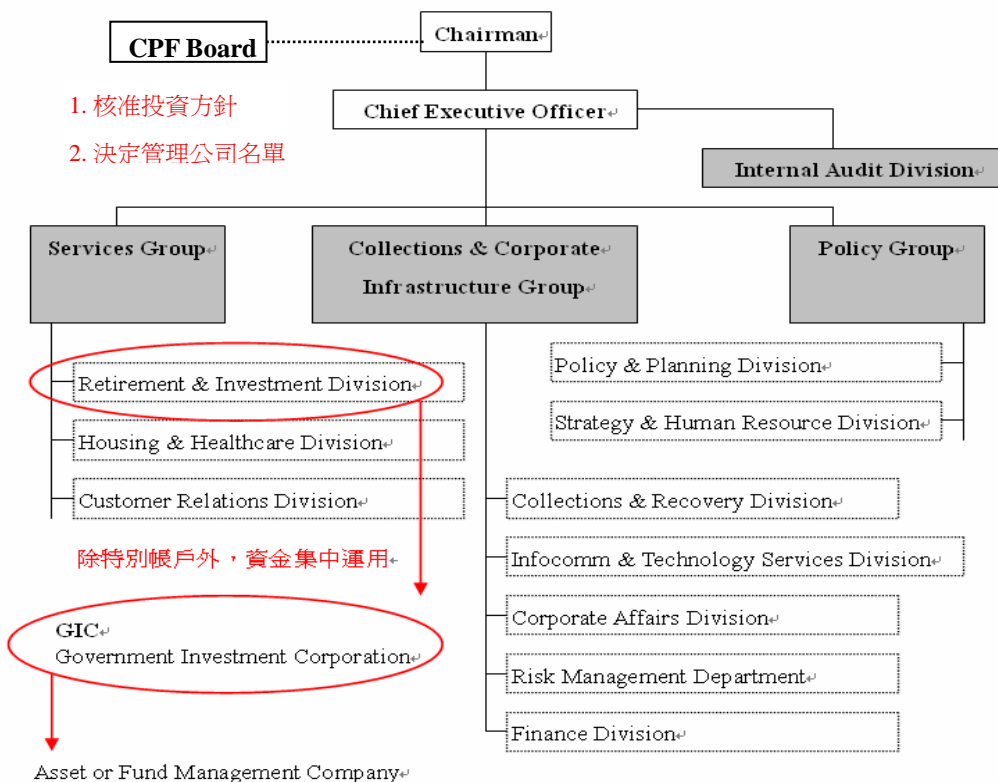 CPF Board
Chairman
1. 核准投資方針
Chief Executive Officer
2. 決定管理公司名單
Internal Audit Division
Services Group
Collections & Corporate
Infrastructure Group
Policy Group
Retirement & Investment Division
Policy & Planning Division
Housing & Healthcare Division
Strategy & Human Resource Division
Customer Relations Division
Collections & Recovery Division
除特別帳戶外，資金集中運用
Infocomm & Technology Services Division
GIC
Government Investment Corporation
Corporate Affairs Division
Risk Management Department
Finance Division
Asset or Fund Management Company